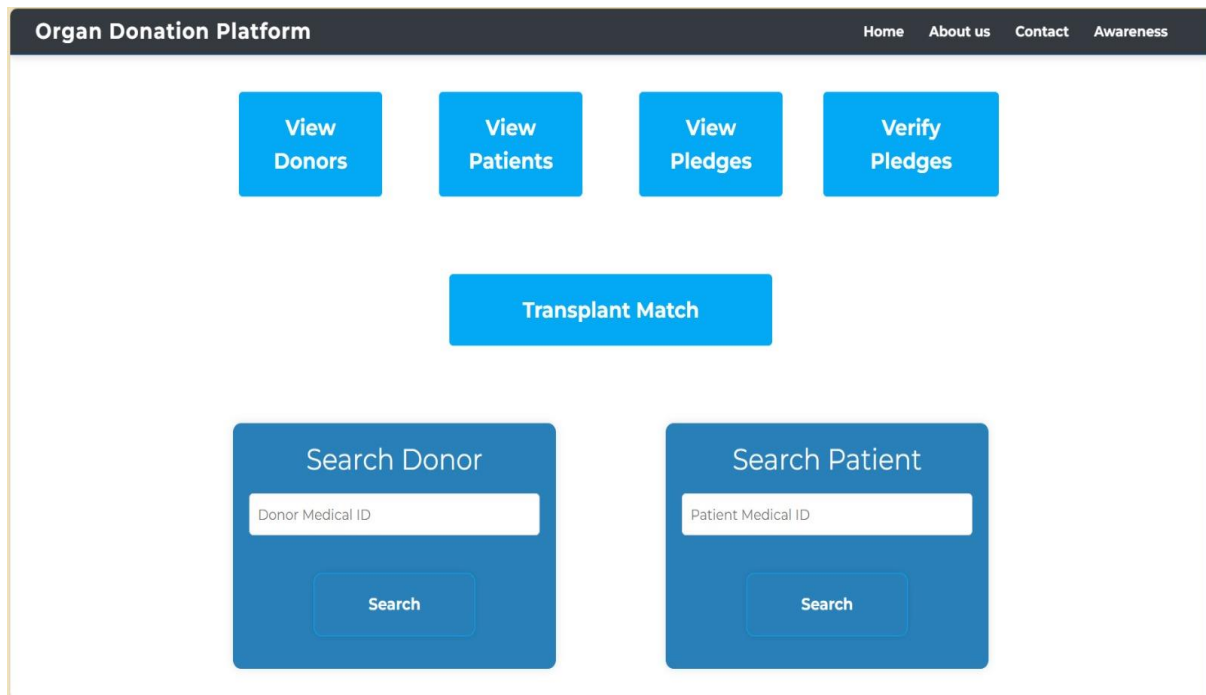 Organ Donation Platform
Home About us Contact Awareness
View
Donors
View
Patients
View
Pledges
Verify
Pledges
Transplant Match
Search Donor
Donor Medical ID
Search
Search Patient
Patient Medical ID
Search